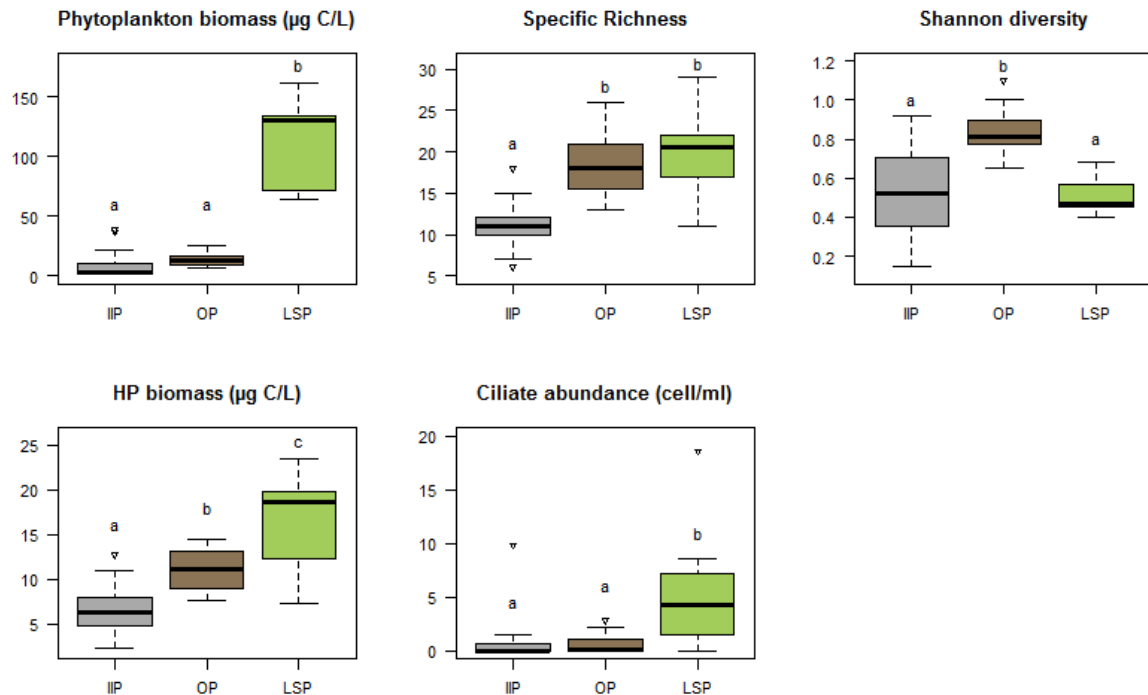 Phytoplankton biomass (µg C/L)
150
100
50
0
a
a
b
IIP
OP
LSP
Specific Richness
30
25
20
15
10
5
a
b
b
IIP
OP
LSP
Shannon diversity
1.2
1.0
0.8
0.6
0.4
0.2
a
b
a
IIP
OP
LSP
HP biomass (µg C/L)
25
20
15
10
5
a
b
c
IIP
OP
LSP
Ciliate abundance (cell/ml)
20
15
10
5
0
a
a
b
IIP
OP
LSP